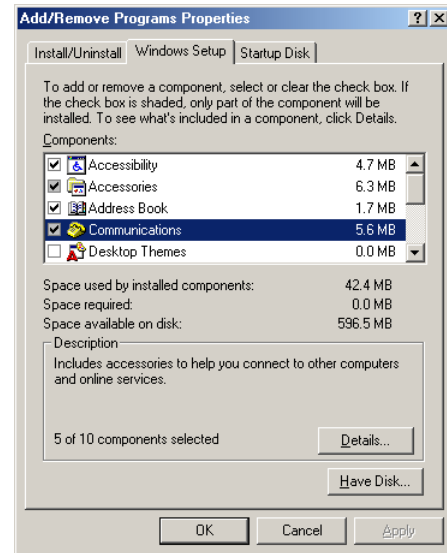 Add/Remove Programs Properties
Install/Uninstall Windows Setup Startup Disk
To add or remove a component, select or clear the check box. If
the check box is shaded, only part of the component will be
installed. To see what's included in a component, click Details.
Components:
Accessibility 4.7 MB
Accessories 6.3 MB
Address Book 1.7 MB
Communications 5.6 MB
Desktop Themes 0.0 MB
Space used by installed components: 42.4 MB
Space required: 0.0 MB
Space available on disk: 596.5 MB
Description
Includes accessories to help you connect to other computers
and online services.
5 of 10 components selected Details...
Have Disk...
OK Cancel Apply